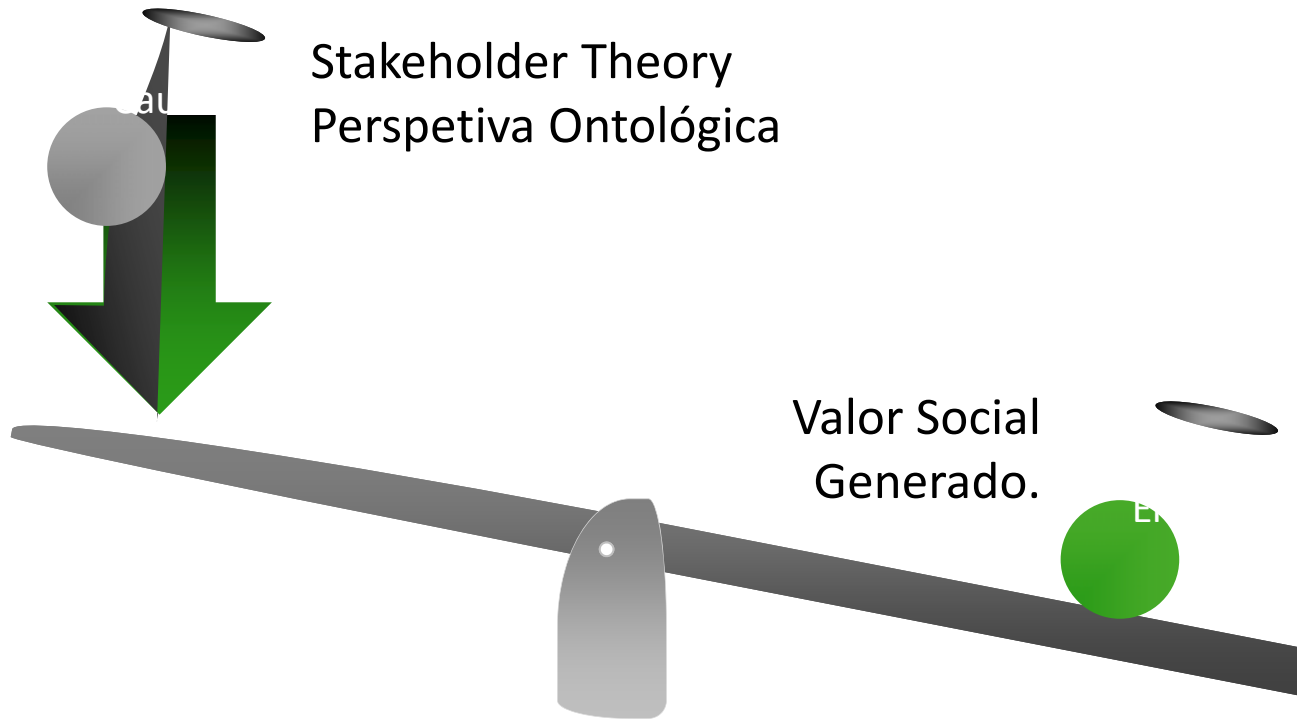 Stakeholder Theory
Perspetiva Ontológica
Valor Social
Generado.